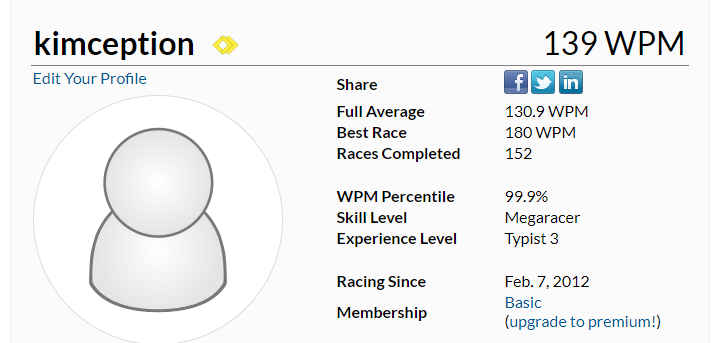 kimception 139 WPM
Edit Your Profile
Share
Full Average 130.9 WPM
Best Race 180 WPM
Races Completed 152
WPM Percentile 99.9%
Skill Level Megaracer
Experience Level Typist 3
Racing Since Feb. 7, 2012
Membership Basic
(upgrade to premium!)